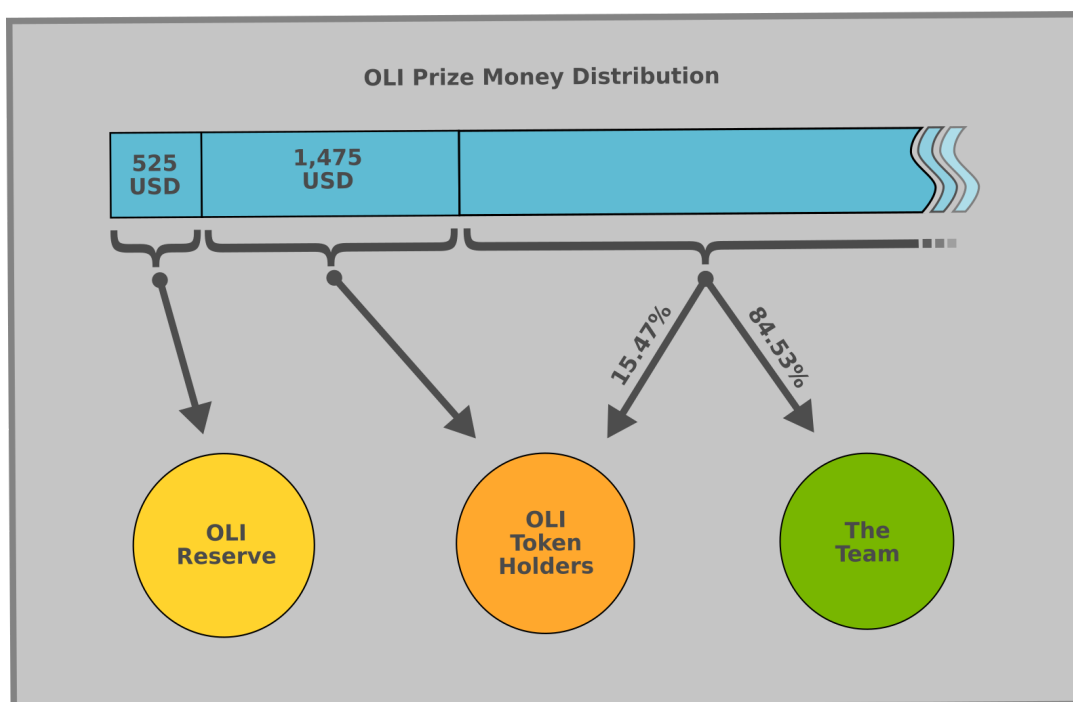 OLI Prize Money Distribution
525
USD
1,475
USD
15.47%
84.53%
OLI
Reserve
OLI
Token
Holders
The
Team